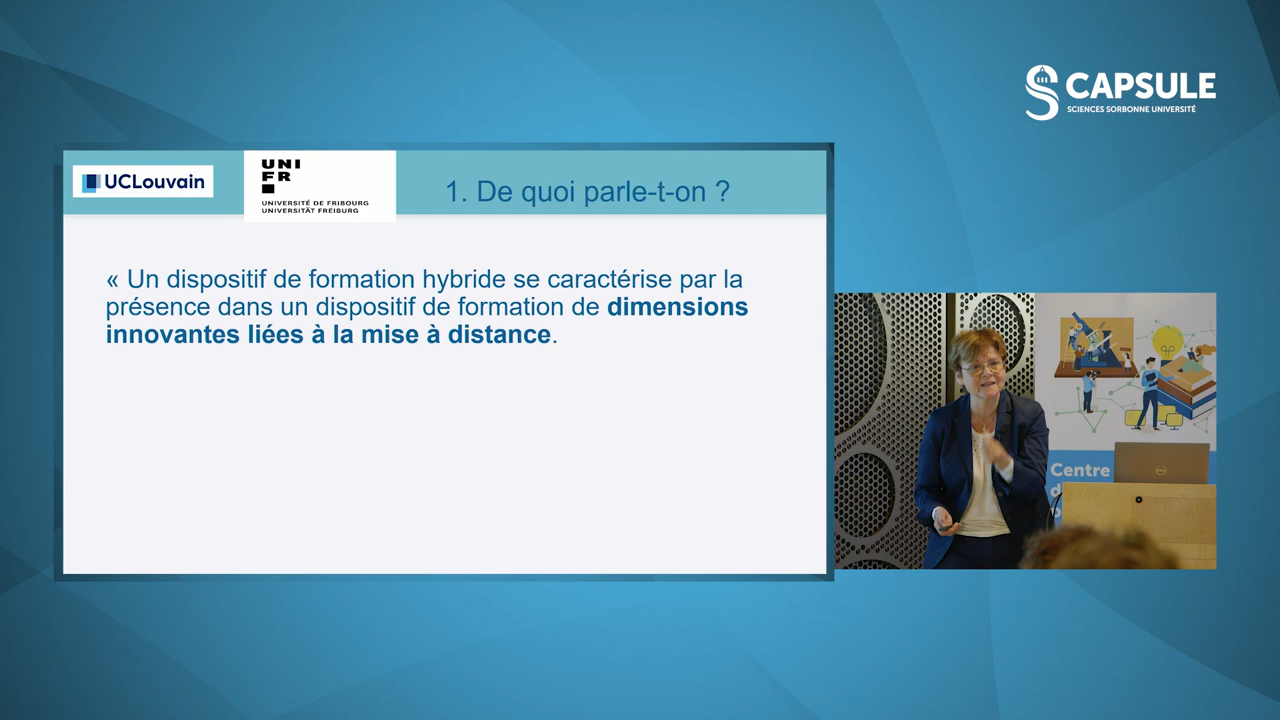 CAPSULE
SCIENCES SORBONNE UNIVERSITÉ
UCLouvain
UNI
FR
UNIVERSITÉ DE FRIBOURG
UNIVERSITÄT FREIBURG
1. De quoi parle-t-on ?
« Un dispositif de formation hybride se caractérise par la
présence dans un dispositif de formation de dimensions
innovantes liées à la mise à distance.
Centre